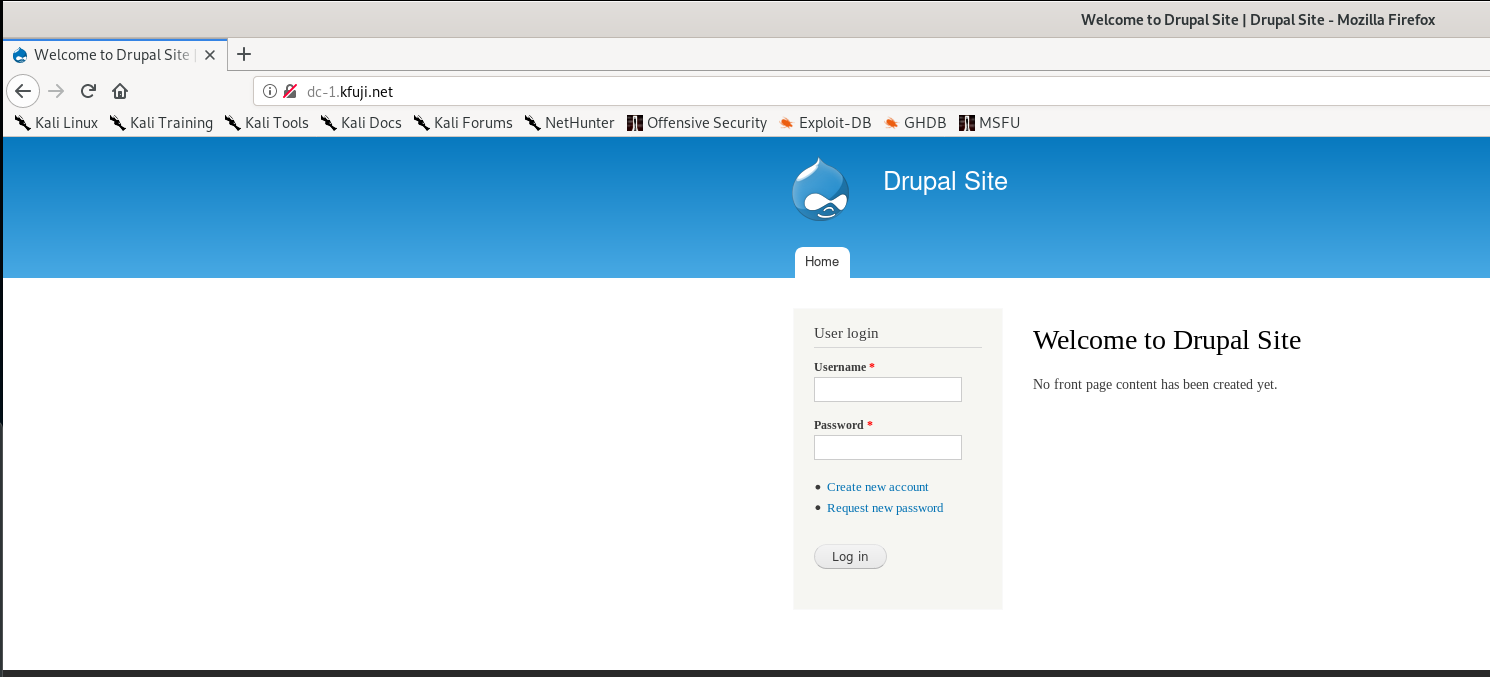 Welcome to Drupal Site | Drupal Site - Mozilla Firefox
Welcome to Drupal Site |
dc-1.kfuji.net
Kali Linux Kali Training Kali Tools Kali Docs Kali Forums NetHunter Offensive Security Exploit-DB GHDB MSFU
Drupal Site
Home
User login
Username *
Password *
Create new account
Request new password
Log in
Welcome to Drupal Site
No front page content has been created yet.